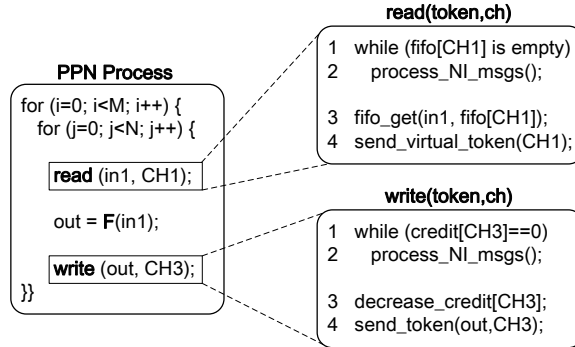 PPN Process
for (i=0; i<M; i++) {
for (j=0; j<N; j++) {
read (in1, CH1);
out = F(in1);
write (out, CH3);
}}
read(token,ch)
1 while (fifo[CH1] is empty)
2 process_NI_msgs();
3 fifo_get(in1, fifo[CH1]);
4 send_virtual_token(CH1);
write(token,ch)
1 while (credit[CH3]==0)
2 process_NI_msgs();
3 decrease_credit[CH3];
4 send_token(out,CH3);